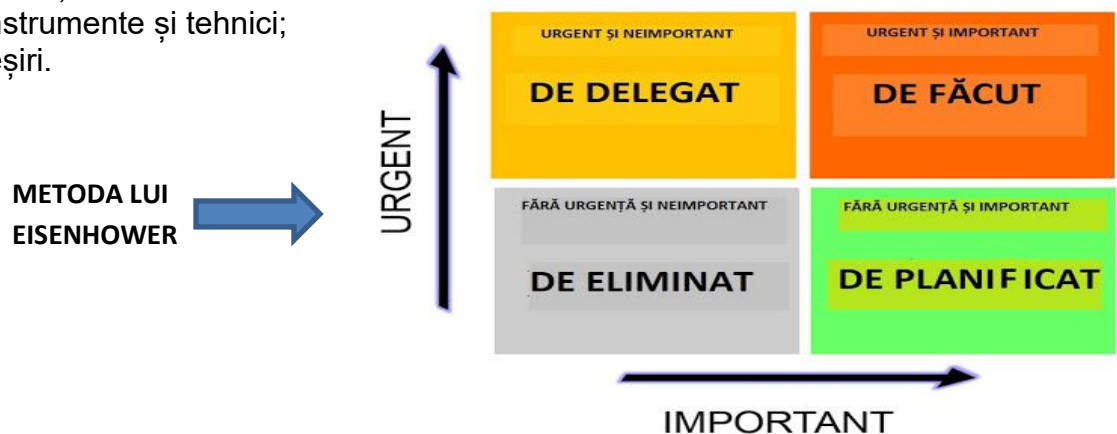 nstrumente și tehnici;
eșiri.
METODA LUI
EISENHOWER
URGENT
URGENT ȘI NEIMPORTANT
DE DELEGAT
URGENT ȘI IMPORTANT
DE FĂCUT
FĂRĂ URGENȚĂ ȘI NEIMPORTANT
DE ELIMINAT
FĂRĂ URGENȚĂ ȘI IMPORTANT
DE PLANIFICAT
IMPORTANT